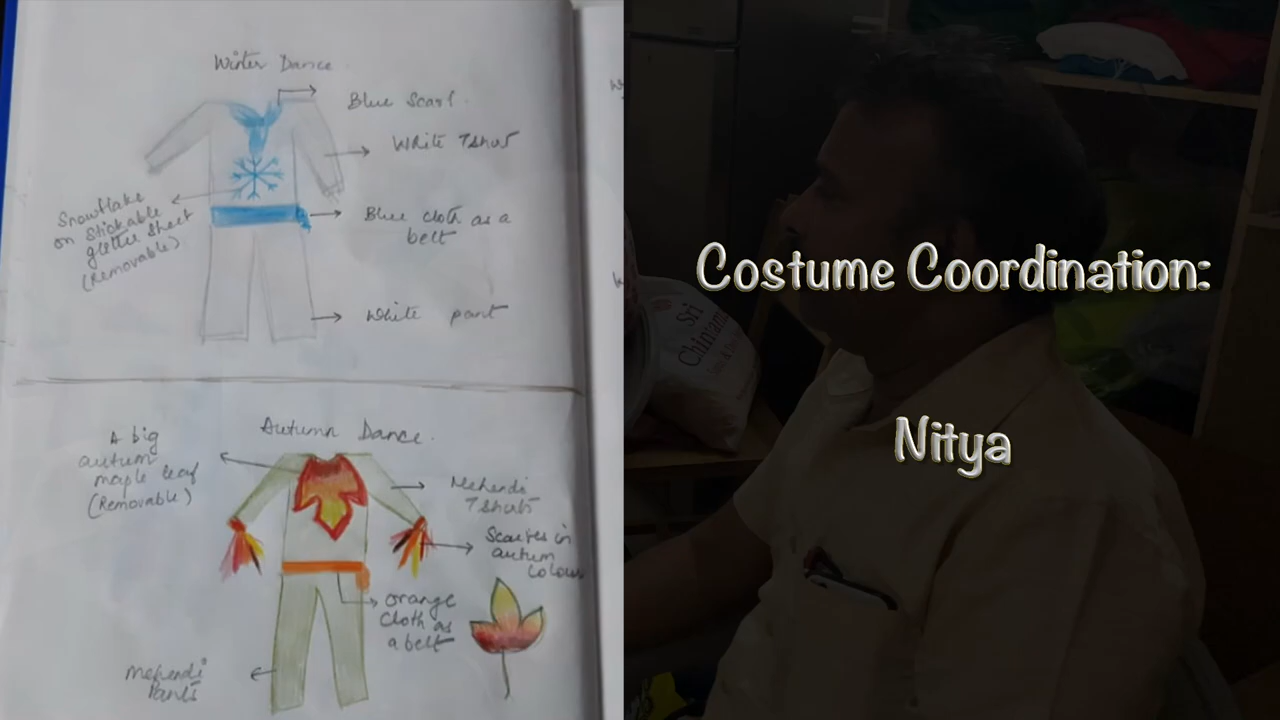 Winter Dance
Blue Scarf.
White Tshirt
Snowflake
on stickable
glitter sheet
(Removable)
Blue cloth as a
belt
White pant
Autumn Dance.
A big
autumn
maple leaf
(Removable)
Mehendi
Tshirts
Scarves in
autumn
colours
Orange
cloth as
a belt
Mehendi
Pants
Costume Coordination:
Nitya
Sri